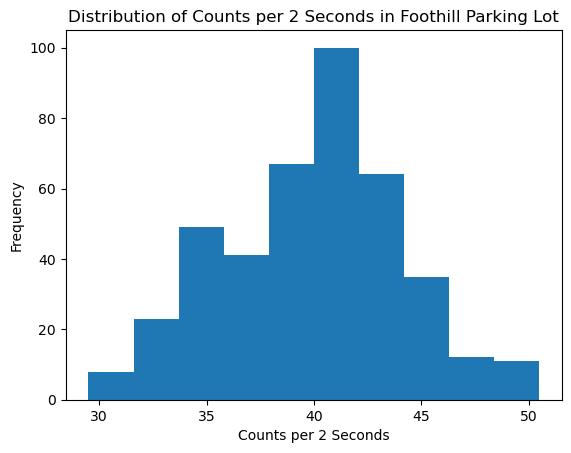 Distribution of Counts per 2 Seconds in Foothill Parking Lot
100
80
60
40
20
0
Frequency
30 35 40 45 50
Counts per 2 Seconds